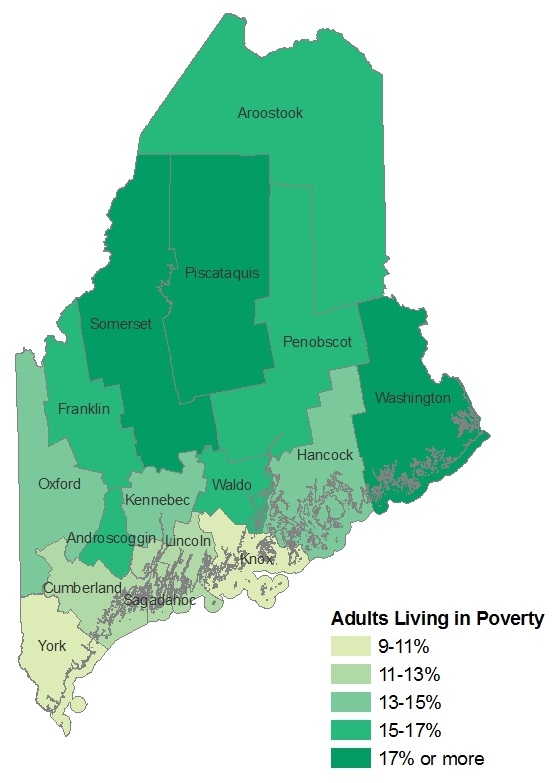 Aroostook
Piscataquis
Somerset
Penobscot
Washington
Franklin
Hancock
Oxford
Waldo
Kennebec
Androscoggin
Lincoln
Knox
Cumberland
Sagadahoc
York
Adults Living in Poverty
9-11%
11-13%
13-15%
15-17%
17% or more